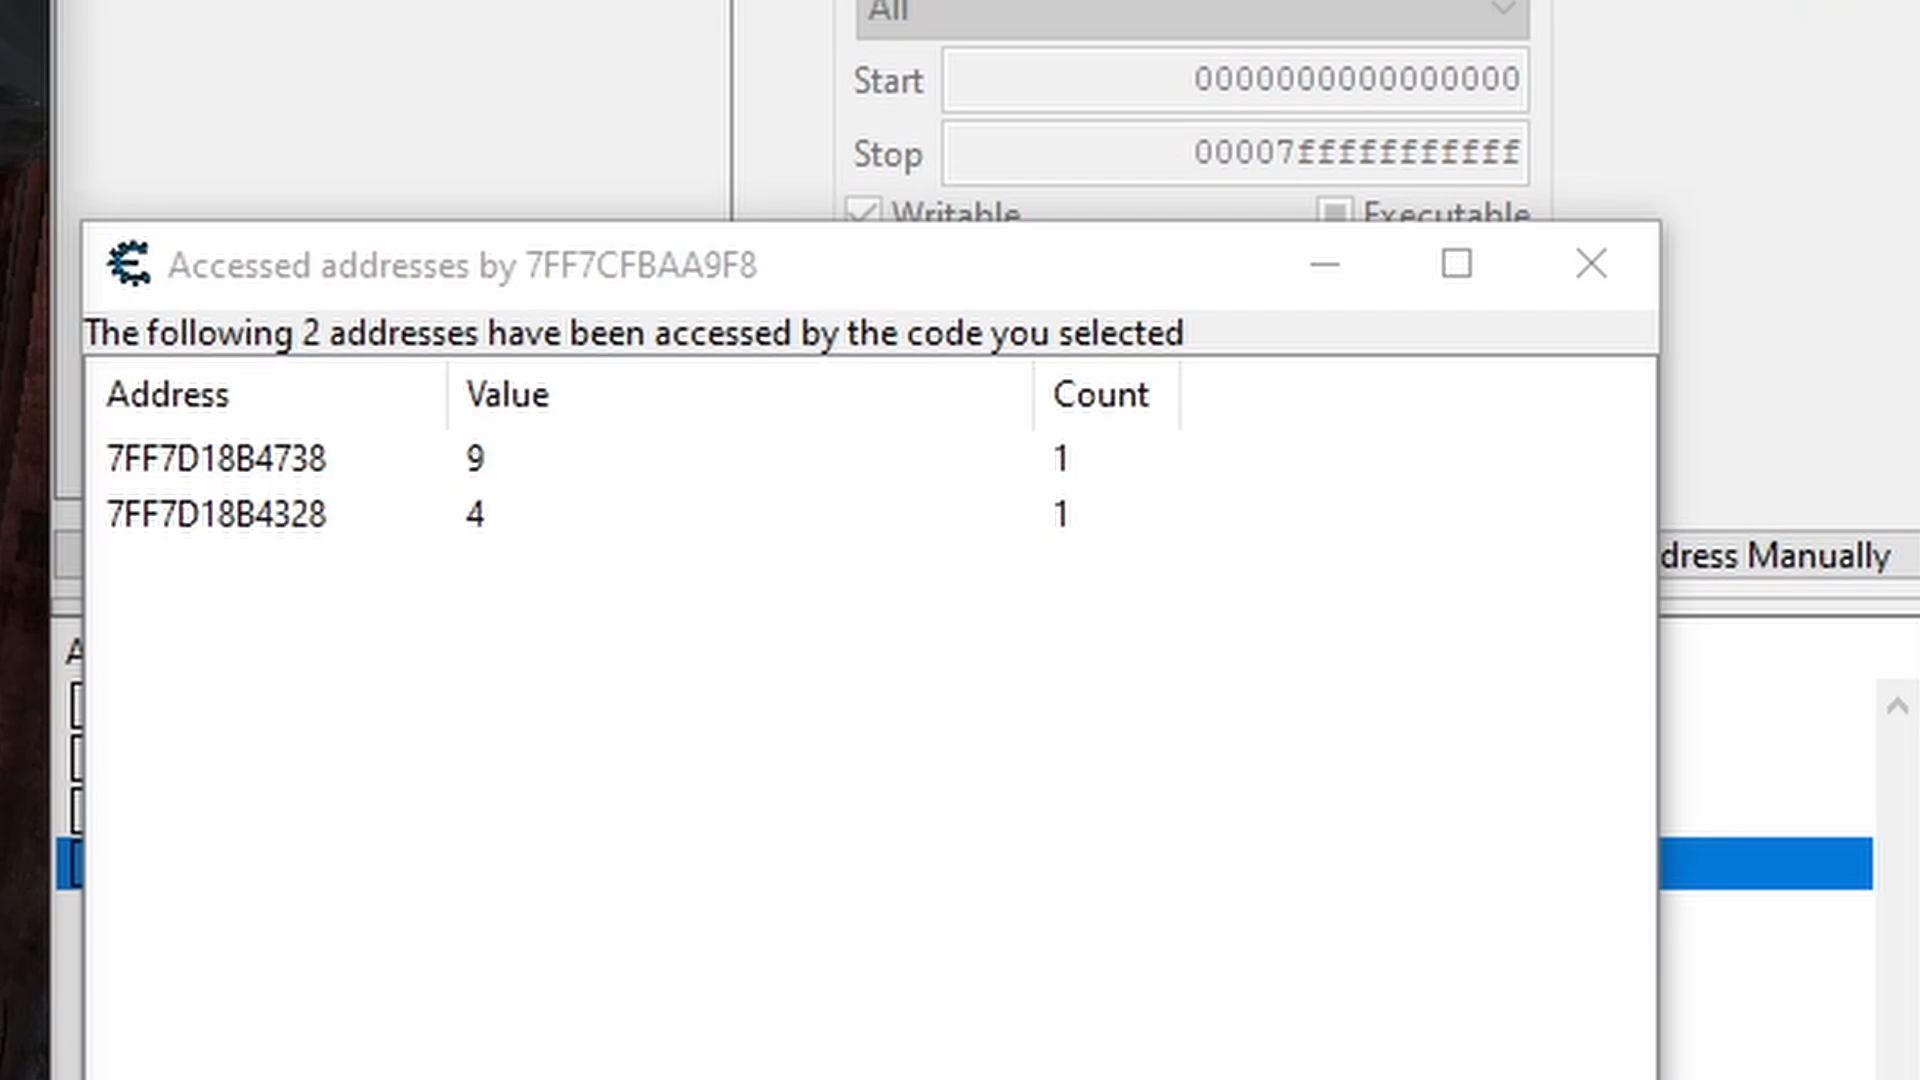 All
Start 0000000000000000
Stop 00007fffffffffff
Writable Executable
Accessed addresses by 7FF7CFBAA9F8
The following 2 addresses have been accessed by the code you selected
Address Value Count
7FF7D18B4738 9 1
7FF7D18B4328 4 1
dress Manually
A